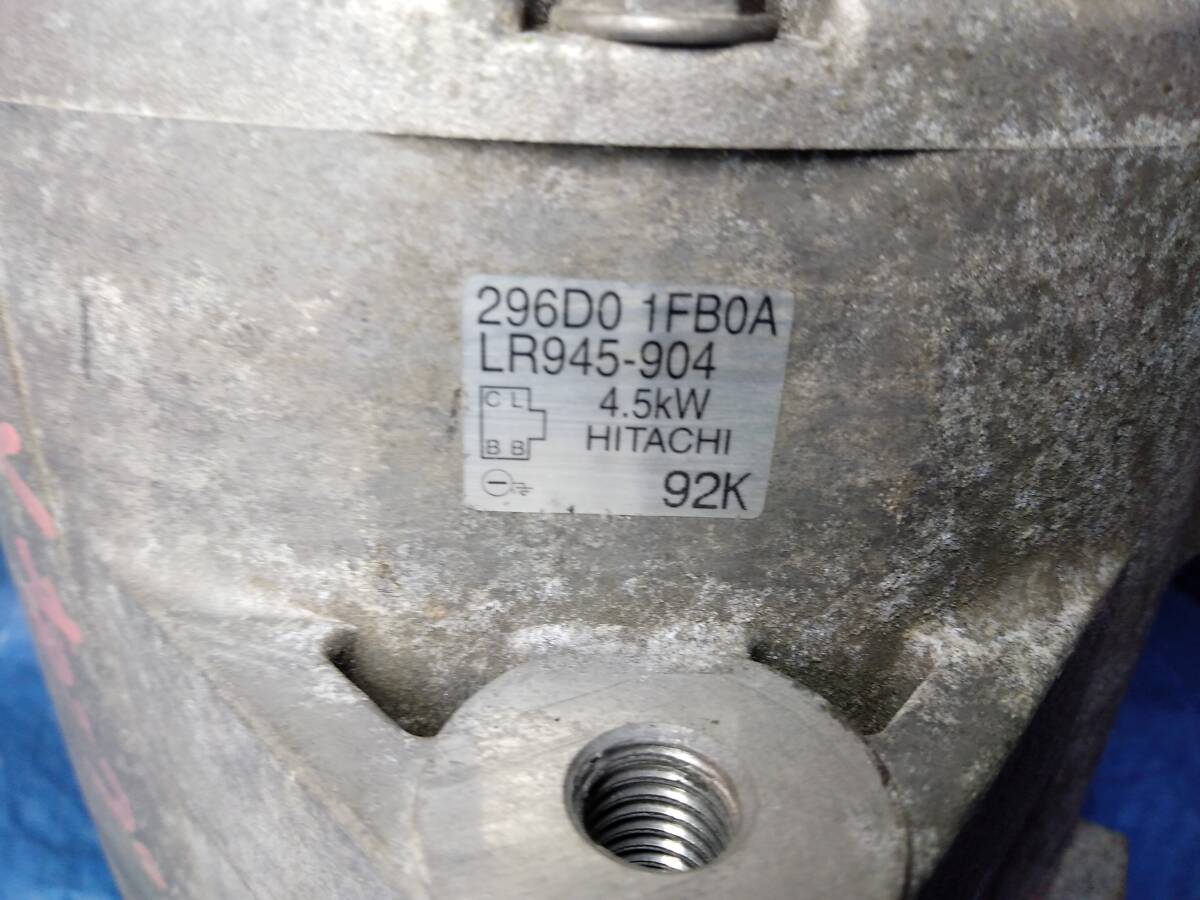 296D0 1FB0A
LR945-904
C L
4.5kW
B B
HITACHI
92K